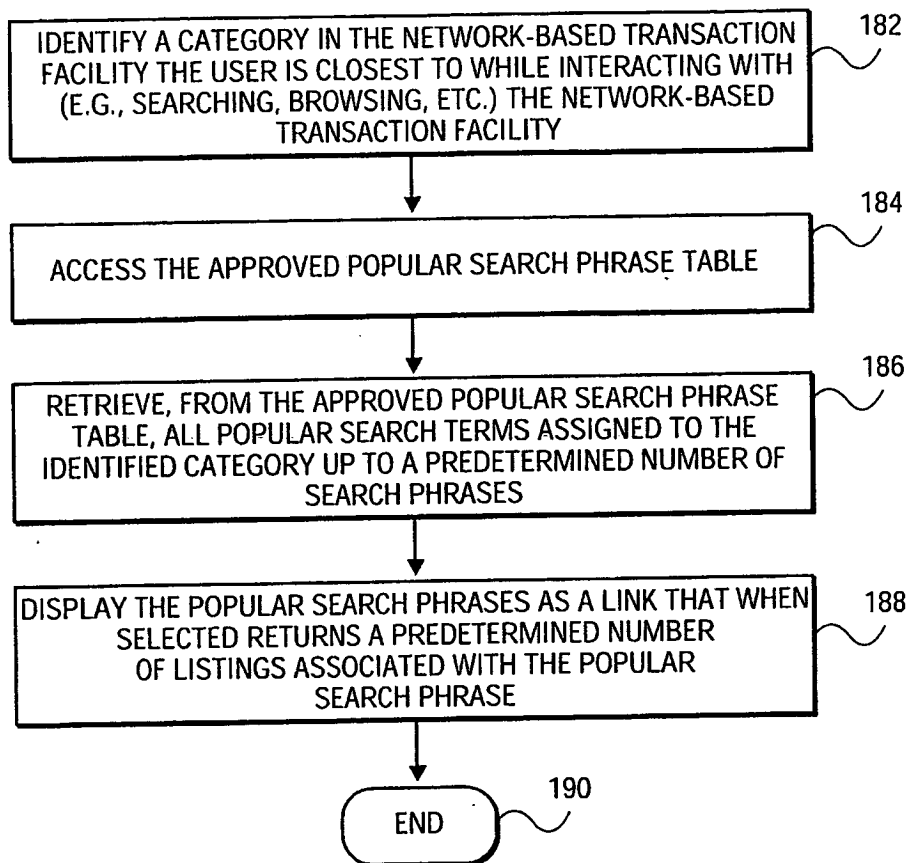 IDENTIFY A CATEGORY IN THE NETWORK-BASED TRANSACTION
FACILITY THE USER IS CLOSEST TO WHILE INTERACTING WITH
(E.G., SEARCHING, BROWSING, ETC.) THE NETWORK-BASED
TRANSACTION FACILITY
182
ACCESS THE APPROVED POPULAR SEARCH PHRASE TABLE
184
RETRIEVE, FROM THE APPROVED POPULAR SEARCH PHRASE
TABLE, ALL POPULAR SEARCH TERMS ASSIGNED TO THE
IDENTIFIED CATEGORY UP TO A PREDETERMINED NUMBER OF
SEARCH PHRASES
186
DISPLAY THE POPULAR SEARCH PHRASES AS A LINK THAT WHEN
SELECTED RETURNS A PREDETERMINED NUMBER
OF LISTINGS ASSOCIATED WITH THE POPULAR
SEARCH PHRASE
188
END
190